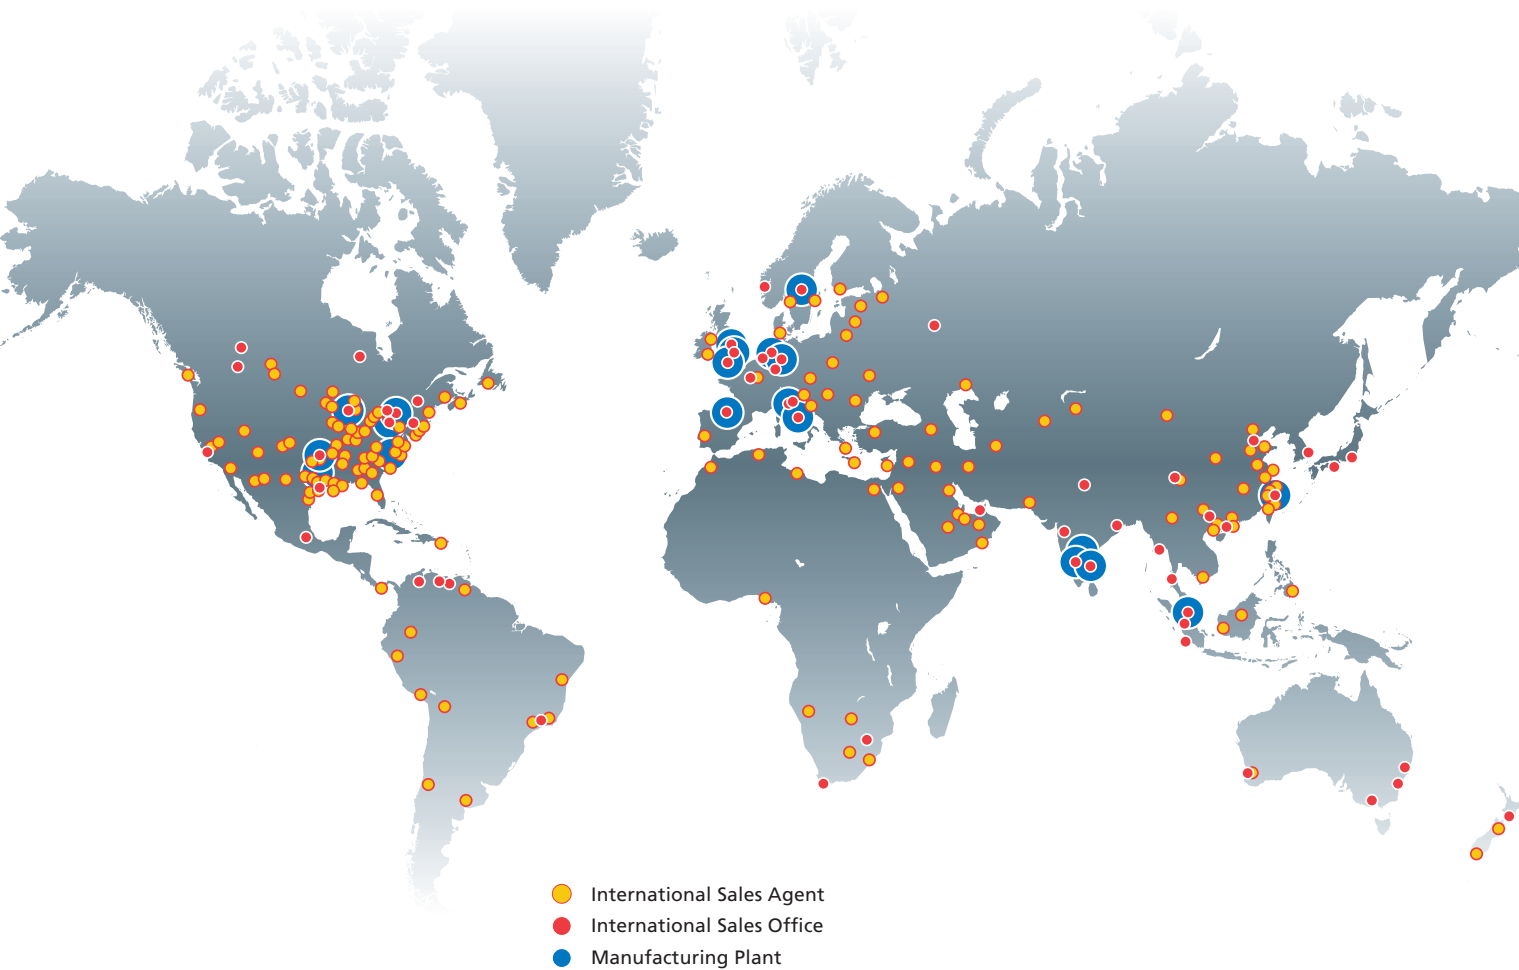 International Sales Agent
International Sales Office
Manufacturing Plant